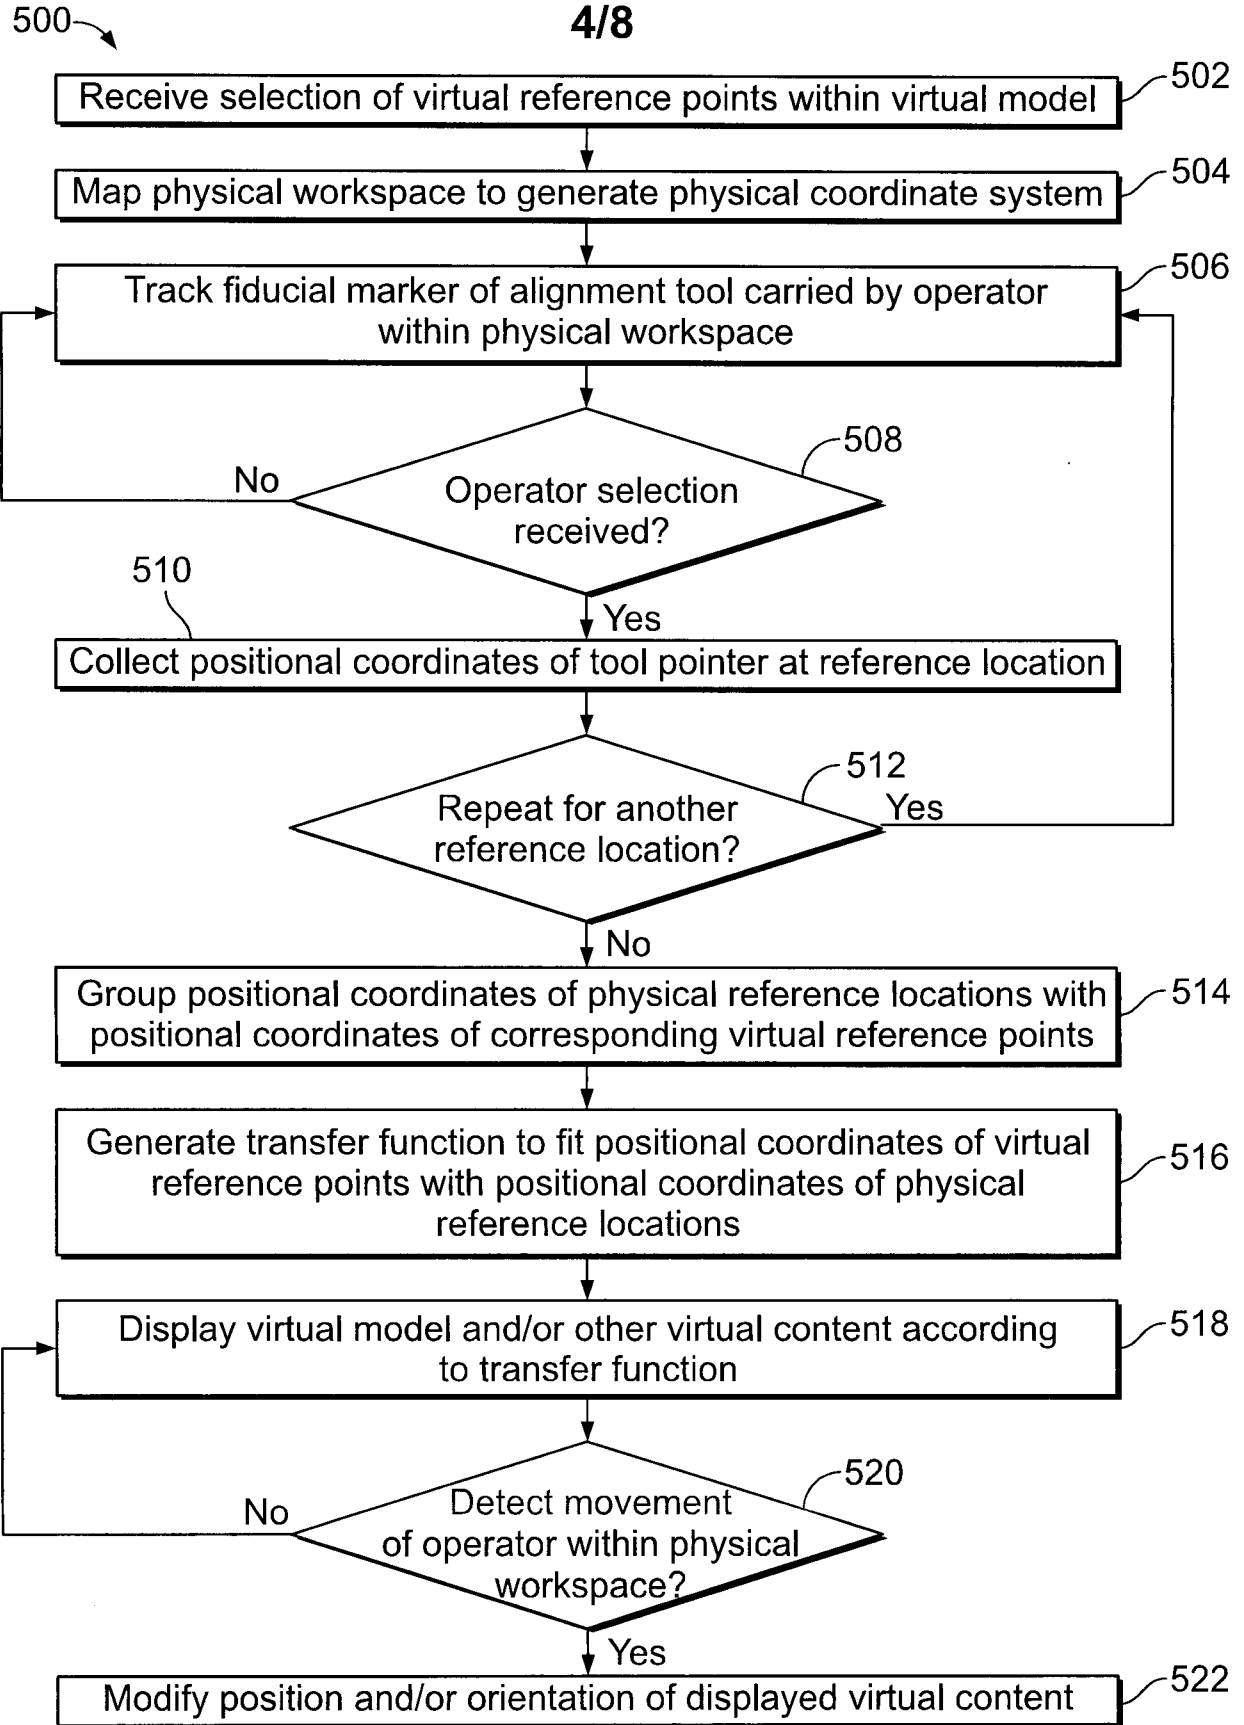 500
4/8
Receive selection of virtual reference points within virtual model
502
Map physical workspace to generate physical coordinate system
504
Track fiducial marker of alignment tool carried by operator
within physical workspace
506
Operator selection
received?
508
No
Yes
510
Collect positional coordinates of tool pointer at reference location
Repeat for another
reference location?
512
Yes
No
Group positional coordinates of physical reference locations with
positional coordinates of corresponding virtual reference points
514
Generate transfer function to fit positional coordinates of virtual
reference points with positional coordinates of physical
reference locations
516
Display virtual model and/or other virtual content according
to transfer function
518
Detect movement
of operator within physical
workspace?
520
No
Yes
Modify position and/or orientation of displayed virtual content
522